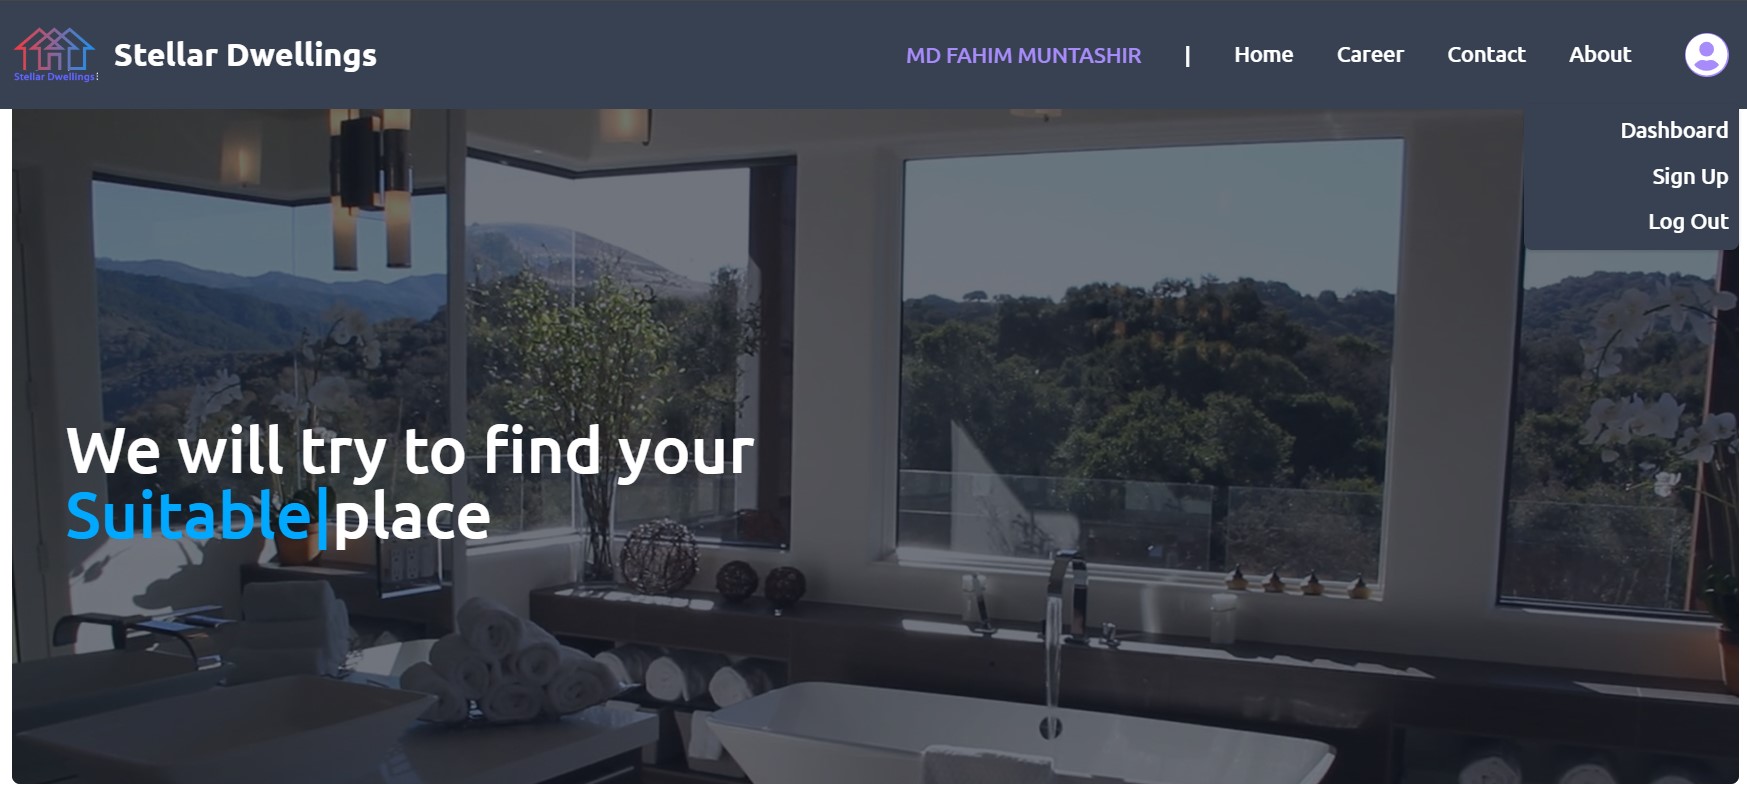 Stellar Dwellings
Stellar Dwellings
MD FAHIM MUNTASHIR | Home Career Contact About
Dashboard
Sign Up
Log Out
We will try to find your
Suitable|place